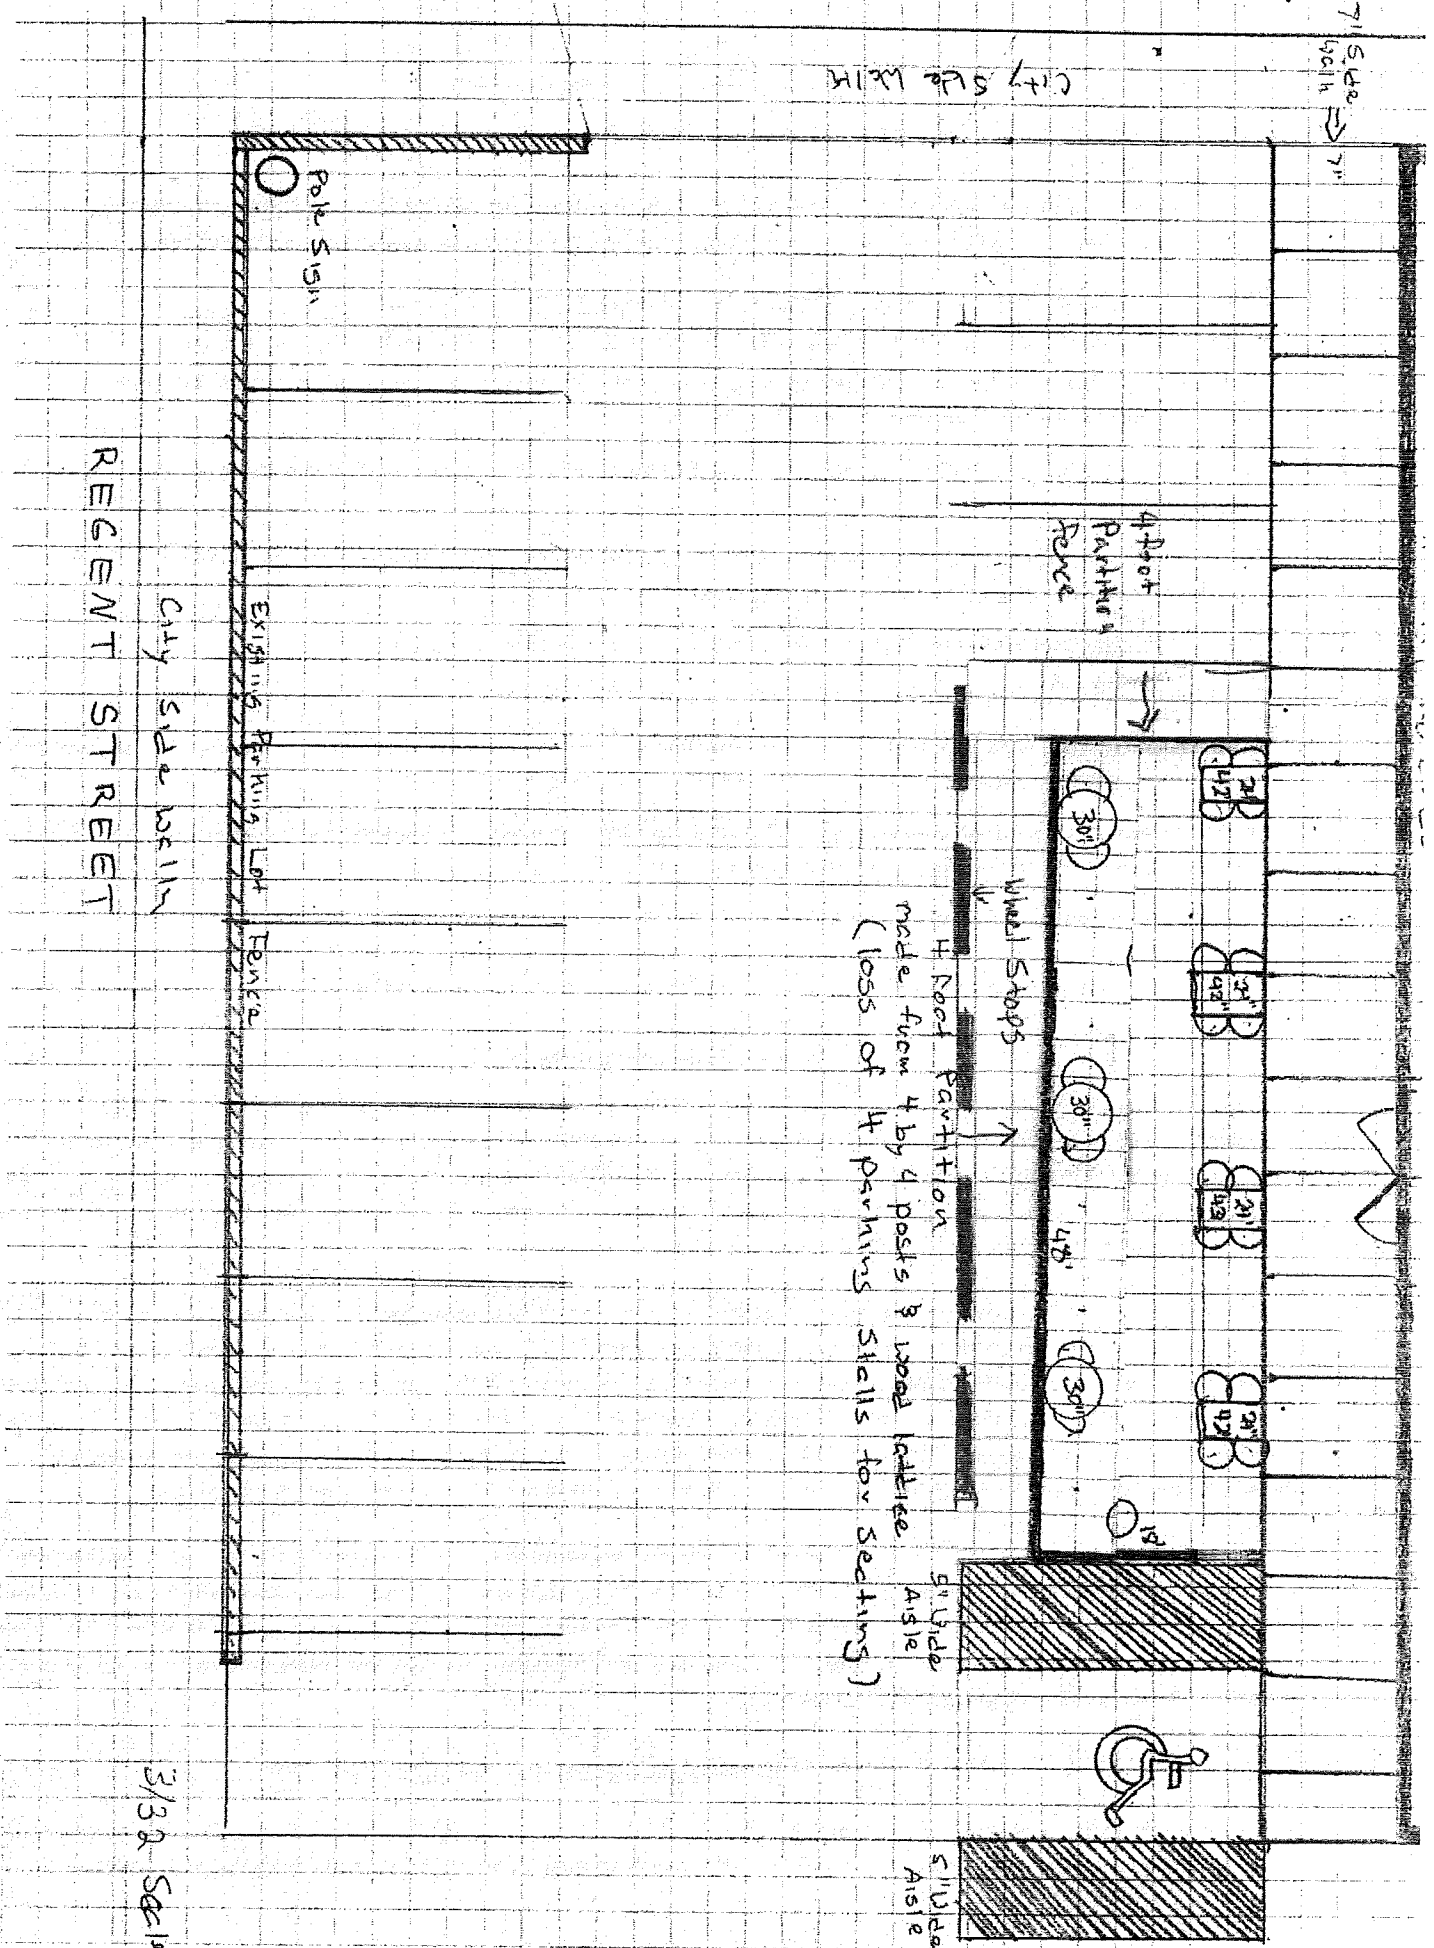 7' Side
walk ⇒ 7"
City Side Walk
Pole Sign
4 foot
Partition
Fence
24"
42"
24"
42"
24"
43
24"
42
30"
30"
30"
18"
48'
Wheel Stops
4 foot Partition
made from 4 by 4 posts & wood lattice
(loss of 4 parking stalls for seating)
5" Wide
Aisle
5" Wide
Aisle
Existing Parking Lot Fence
City Side Walk
REGENT STREET
3/32